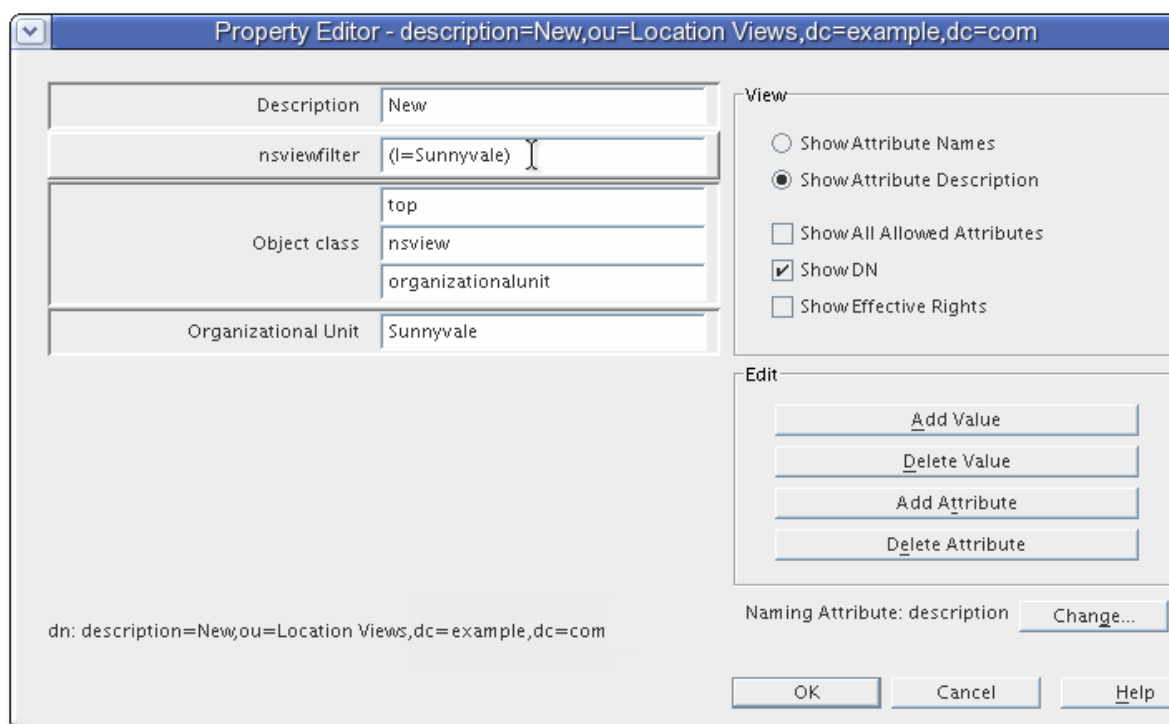 Property Editor - description=New,ou=Location Views,dc=example,dc=com
Description
New
nsviewfilter
(l=Sunnyvale)
Object class
top
nsview
organizationalunit
Organizational Unit
Sunnyvale
View
Show Attribute Names
Show Attribute Description
Show All Allowed Attributes
Show DN
Show Effective Rights
Edit
Add Value
Delete Value
Add Attribute
Delete Attribute
Naming Attribute: description
Change...
dn: description=New,ou=Location Views,dc=example,dc=com
OK
Cancel
Help